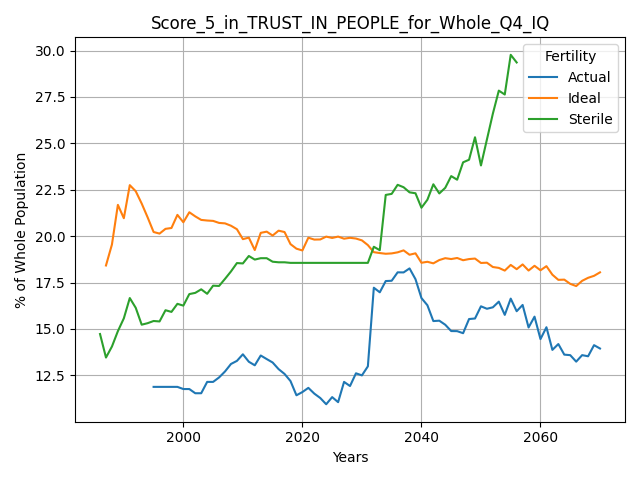 Score_5_in_TRUST_IN_PEOPLE_for_Whole_Q4_IQ
% of Whole Population
30.0
27.5
25.0
22.5
20.0
17.5
15.0
12.5
Fertility
Actual
Ideal
Sterile
2000
2020
2040
2060
Years